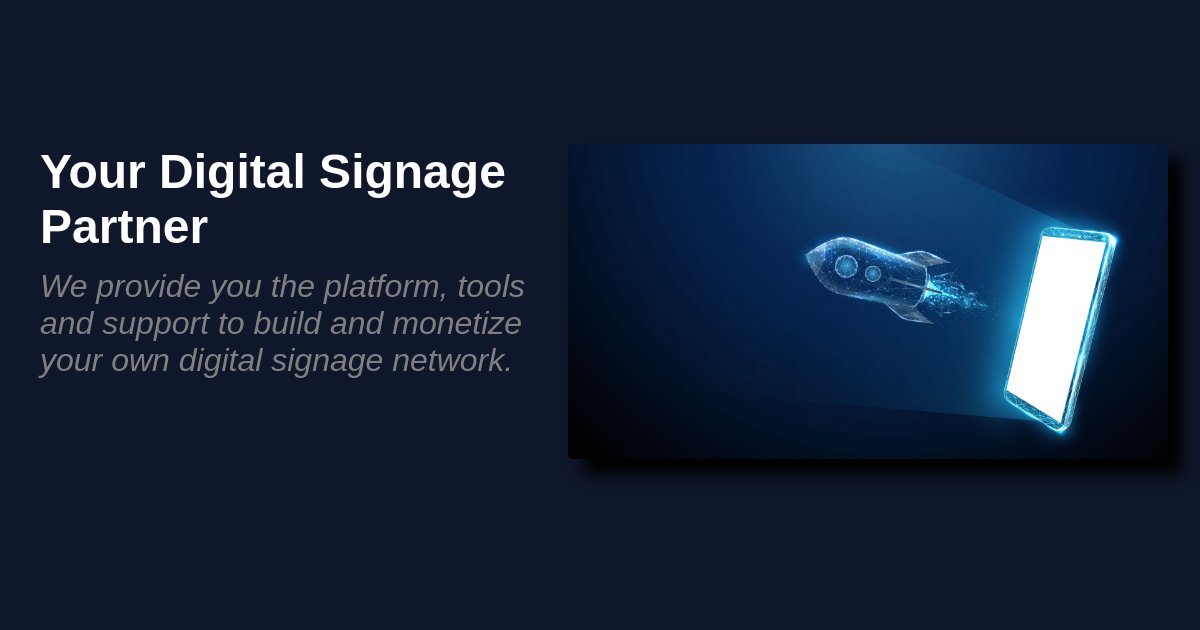 Your Digital Signage
Partner
We provide you the platform, tools
and support to build and monetize
your own digital signage network.